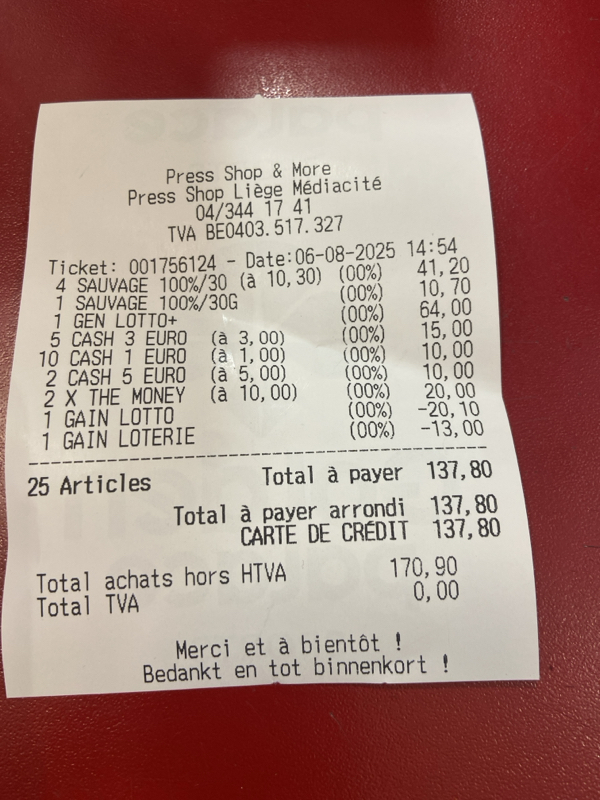 Press Shop & More
Press Shop Liège Médiacité
04/344 17 41
TVA BE0403.517.327
Ticket: 001756124 - Date:06-08-2025 14:54
4 SAUVAGE 100%/30 (à 10,30) (00%) 41,20
1 SAUVAGE 100%/30G (00%) 10,70
1 GEN LOTTO+ (00%) 64,00
5 CASH 3 EURO (à 3,00) (00%) 15,00
10 CASH 1 EURO (à 1,00) (00%) 10,00
2 CASH 5 EURO (à 5,00) (00%) 10,00
2 X THE MONEY (à 10,00) (00%) 20,00
1 GAIN LOTTO (00%) -20,10
1 GAIN LOTERIE (00%) -13,00
25 Articles Total à payer 137,80
Total à payer arrondi 137,80
CARTE DE CRÉDIT 137,80
Total achats hors HTVA 170,90
Total TVA 0,00
Merci et à bientôt !
Bedankt en tot binnenkort !